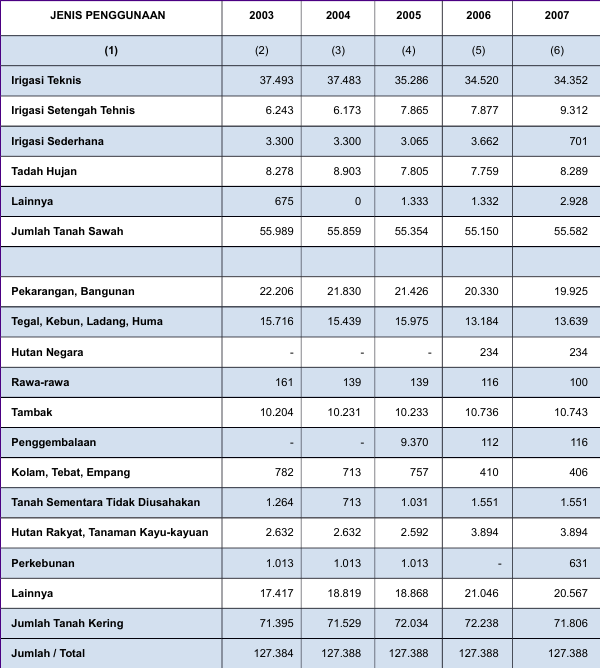 JENIS PENGGUNAAN 2003 2004 2005 2006 2007
(1) (2) (3) (4) (5) (6)
Irigasi Teknis 37.493 37.483 35.286 34.520 34.352
Irigasi Setengah Tehnis 6.243 6.173 7.865 7.877 9.312
Irigasi Sederhana 3.300 3.300 3.065 3.662 701
Tadah Hujan 8.278 8.903 7.805 7.759 8.289
Lainnya 675 0 1.333 1.332 2.928
Jumlah Tanah Sawah 55.989 55.859 55.354 55.150 55.582
Pekarangan, Bangunan 22.206 21.830 21.426 20.330 19.925
Tegal, Kebun, Ladang, Huma 15.716 15.439 15.975 13.184 13.639
Hutan Negara - - - 234 234
Rawa-rawa 161 139 139 116 100
Tambak 10.204 10.231 10.233 10.736 10.743
Penggembalaan - - 9.370 112 116
Kolam, Tebat, Empang 782 713 757 410 406
Tanah Sementara Tidak Diusahakan 1.264 713 1.031 1.551 1.551
Hutan Rakyat, Tanaman Kayu-kayuan 2.632 2.632 2.592 3.894 3.894
Perkebunan 1.013 1.013 1.013 - 631
Lainnya 17.417 18.819 18.868 21.046 20.567
Jumlah Tanah Kering 71.395 71.529 72.034 72.238 71.806
Jumlah / Total 127.384 127.388 127.388 127.388 127.388